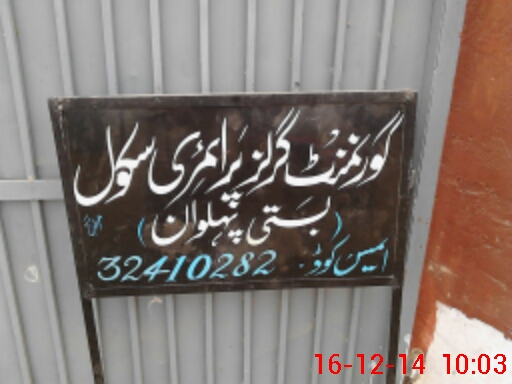 گورنمنٹ گرلز پرائمری سکول
(بستی پہلوان)
ایمس کوڈ: 32410282
16-12-14 10:03